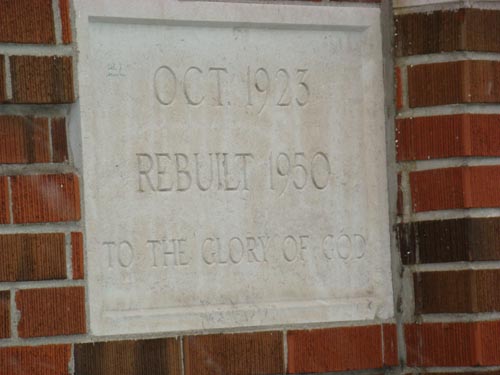 OCT. 1923
REBUILT 1950
TO THE GLORY OF GOD